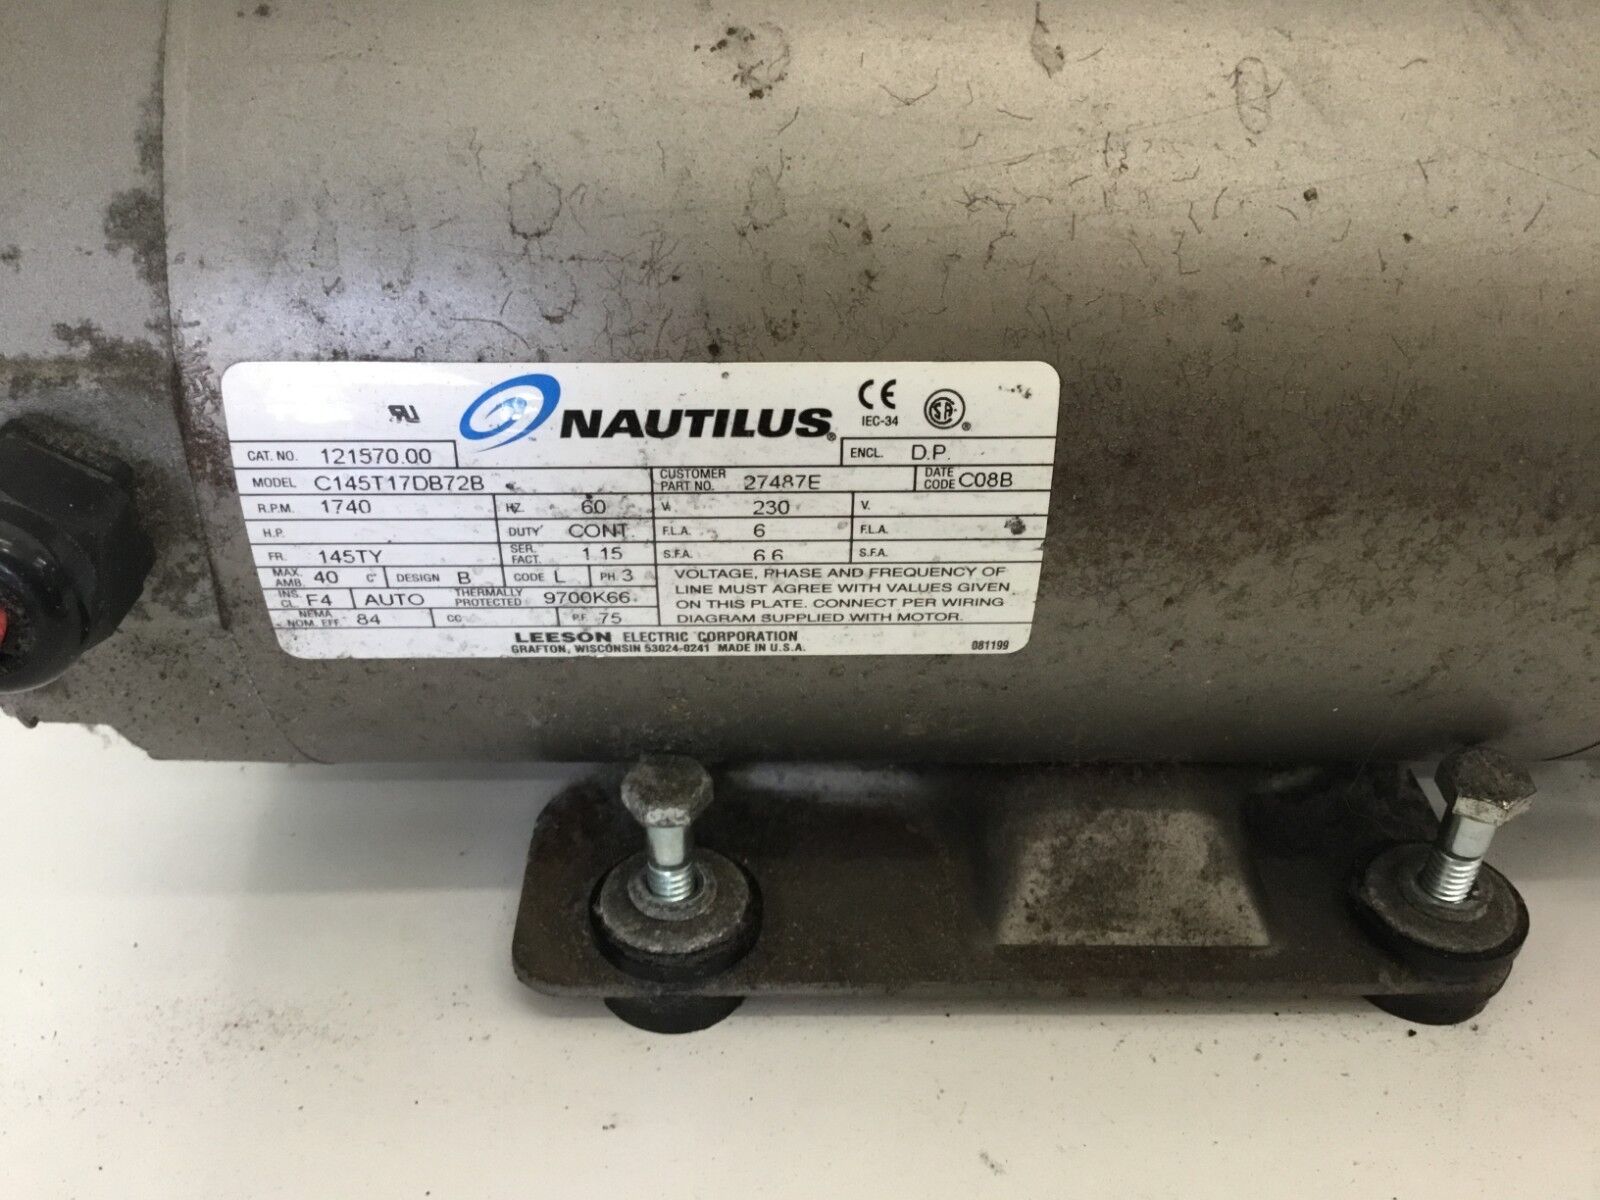 UR
NAUTILUS®
CE
IEC-34
SA®
CAT. NO. 121570.00
ENCL. D.P.
MODEL C145T17DB72B
CUSTOMER PART NO. 27487E
DATE CODE C08B
R.P.M. 1740 HZ 60 V. 230 V.
H.P. DUTY CONT. F.L.A. 6 F.L.A.
FR. 145TY SER. FACT. 1.15 S.F.A. 6.6 S.F.A.
MAX. AMB. 40 C° DESIGN B CODE L PH. 3
INS. CL. F4 AUTO THERMALLY PROTECTED 9700K66
NEMA NOM. EFF. 84 CC P.F. 75
VOLTAGE, PHASE AND FREQUENCY OF
LINE MUST AGREE WITH VALUES GIVEN
ON THIS PLATE. CONNECT PER WIRING
DIAGRAM SUPPLIED WITH MOTOR.
LEESON ELECTRIC CORPORATION
GRAFTON, WISCONSIN 53024-0241 MADE IN U.S.A.
081199